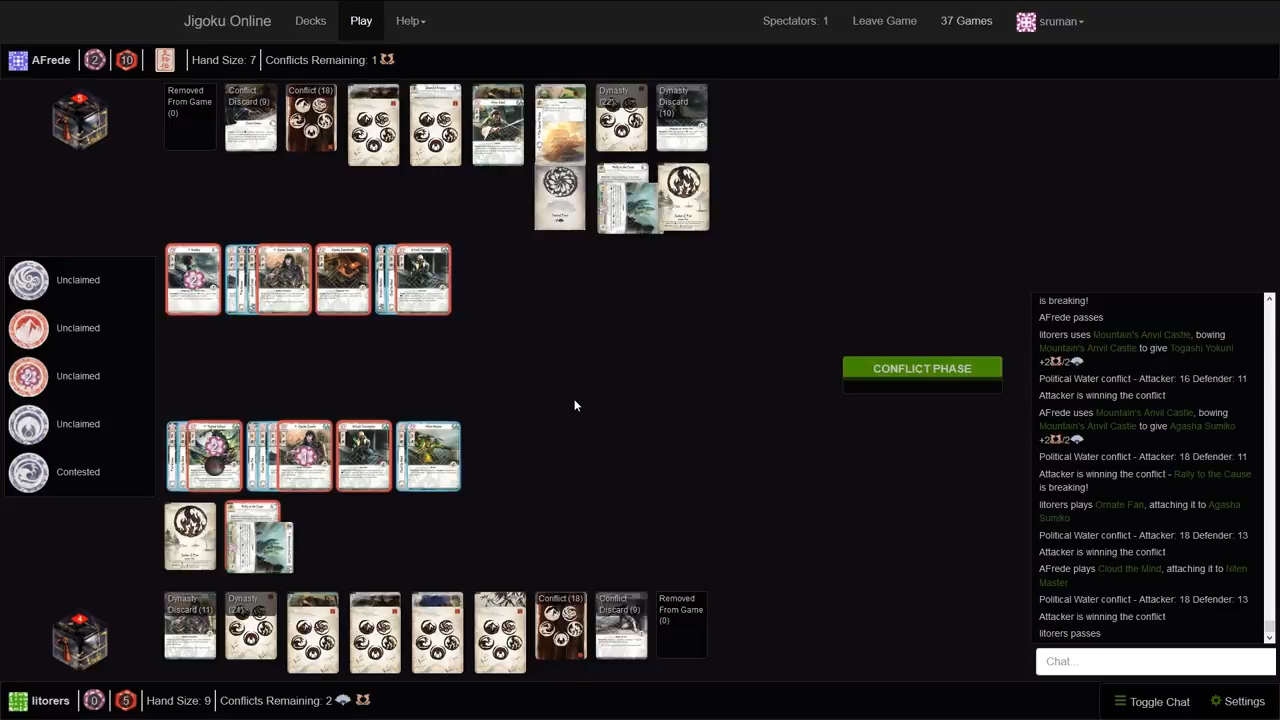 Jigoku Online
Decks
Play
Help
Spectators: 1
Leave Game
37 Games
sruman
AFrede
2
10
Hand Size: 7
Conflicts Remaining: 1
5
Removed
From Game
(0)
Conflict
Discard (9)
Conflict (18)
Dynasty
(22)
Dynasty
Discard
(10)
Unclaimed
Unclaimed
Unclaimed
Unclaimed
Contested
2
CONFLICT PHASE
is breaking!
AFrede passes
litorers uses Mountain's Anvil Castle, bowing
Mountain's Anvil Castle to give Togashi Yokuni
+2/2
Political Water conflict - Attacker: 16 Defender: 11
Attacker is winning the conflict
AFrede uses Mountain's Anvil Castle, bowing
Mountain's Anvil Castle to give Agasha Sumiko
+2/2
Political Water conflict - Attacker: 18 Defender: 11
Attacker is winning the conflict - Rally to the Cause
is breaking!
litorers plays Ornate Fan, attaching it to Agasha
Sumiko
Political Water conflict - Attacker: 18 Defender: 13
Attacker is winning the conflict
AFrede plays Cloud the Mind, attaching it to Niten
Master
Political Water conflict - Attacker: 18 Defender: 13
Attacker is winning the conflict
litorers passes
Chat...
4
Dynasty
Discard (11)
Dynasty
(21)
Conflict (18)
Conflict
Discard (9)
Removed
From Game
(0)
litorers
0
5
Hand Size: 9
Conflicts Remaining: 2
Toggle Chat
Settings